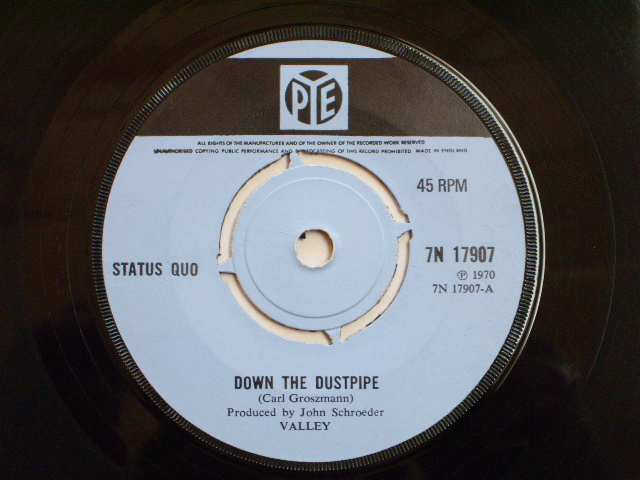 PYE
ALL RIGHTS OF THE MANUFACTURER AND OF THE OWNER OF THE RECORDED WORK RESERVED
UNAUTHORISED COPYING PUBLIC PERFORMANCE AND BROADCASTING OF THIS RECORD PROHIBITED MADE IN ENGLAND
45 RPM
STATUS QUO
7N 17907
℗ 1970
7N 17907-A
DOWN THE DUSTPIPE
(Carl Groszmann)
Produced by John Schroeder
VALLEY